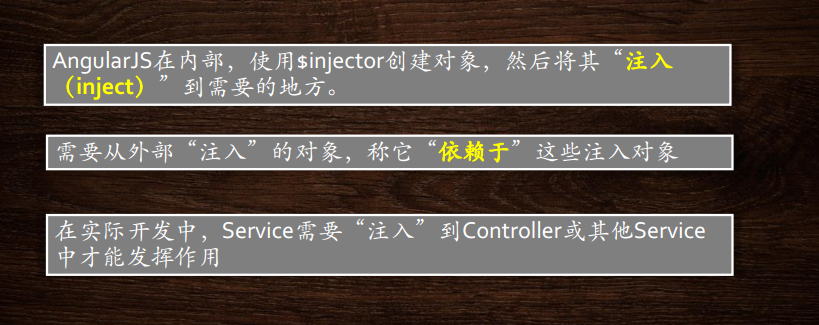 AngularJS在内部，使用$injector创建对象，然后将其“注入
（inject）”到需要的地方。
需要从外部“注入”的对象，称它“依赖于”这些注入对象
在实际开发中，Service需要“注入”到Controller或其他Service
中才能发挥作用